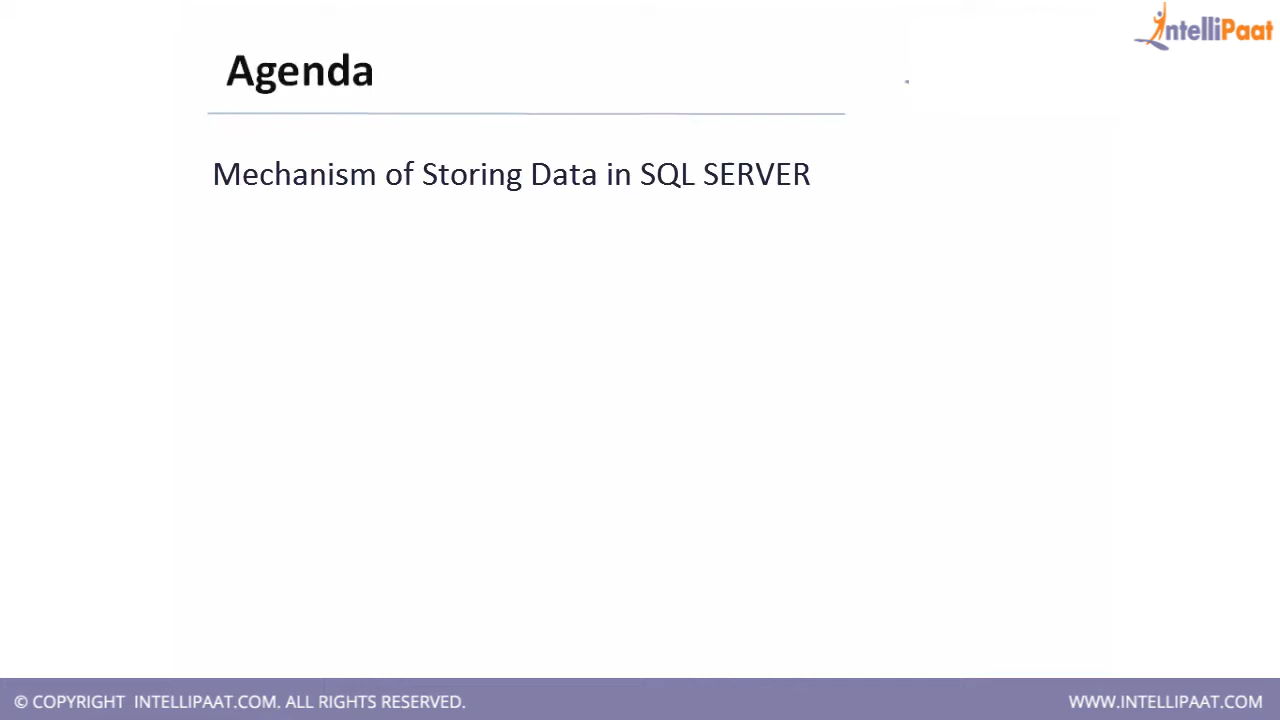 IntelliPaat
Agenda
Mechanism of Storing Data in SQL SERVER
© COPYRIGHT INTELLIPAAT.COM. ALL RIGHTS RESERVED.
WWW.INTELLIPAAT.COM